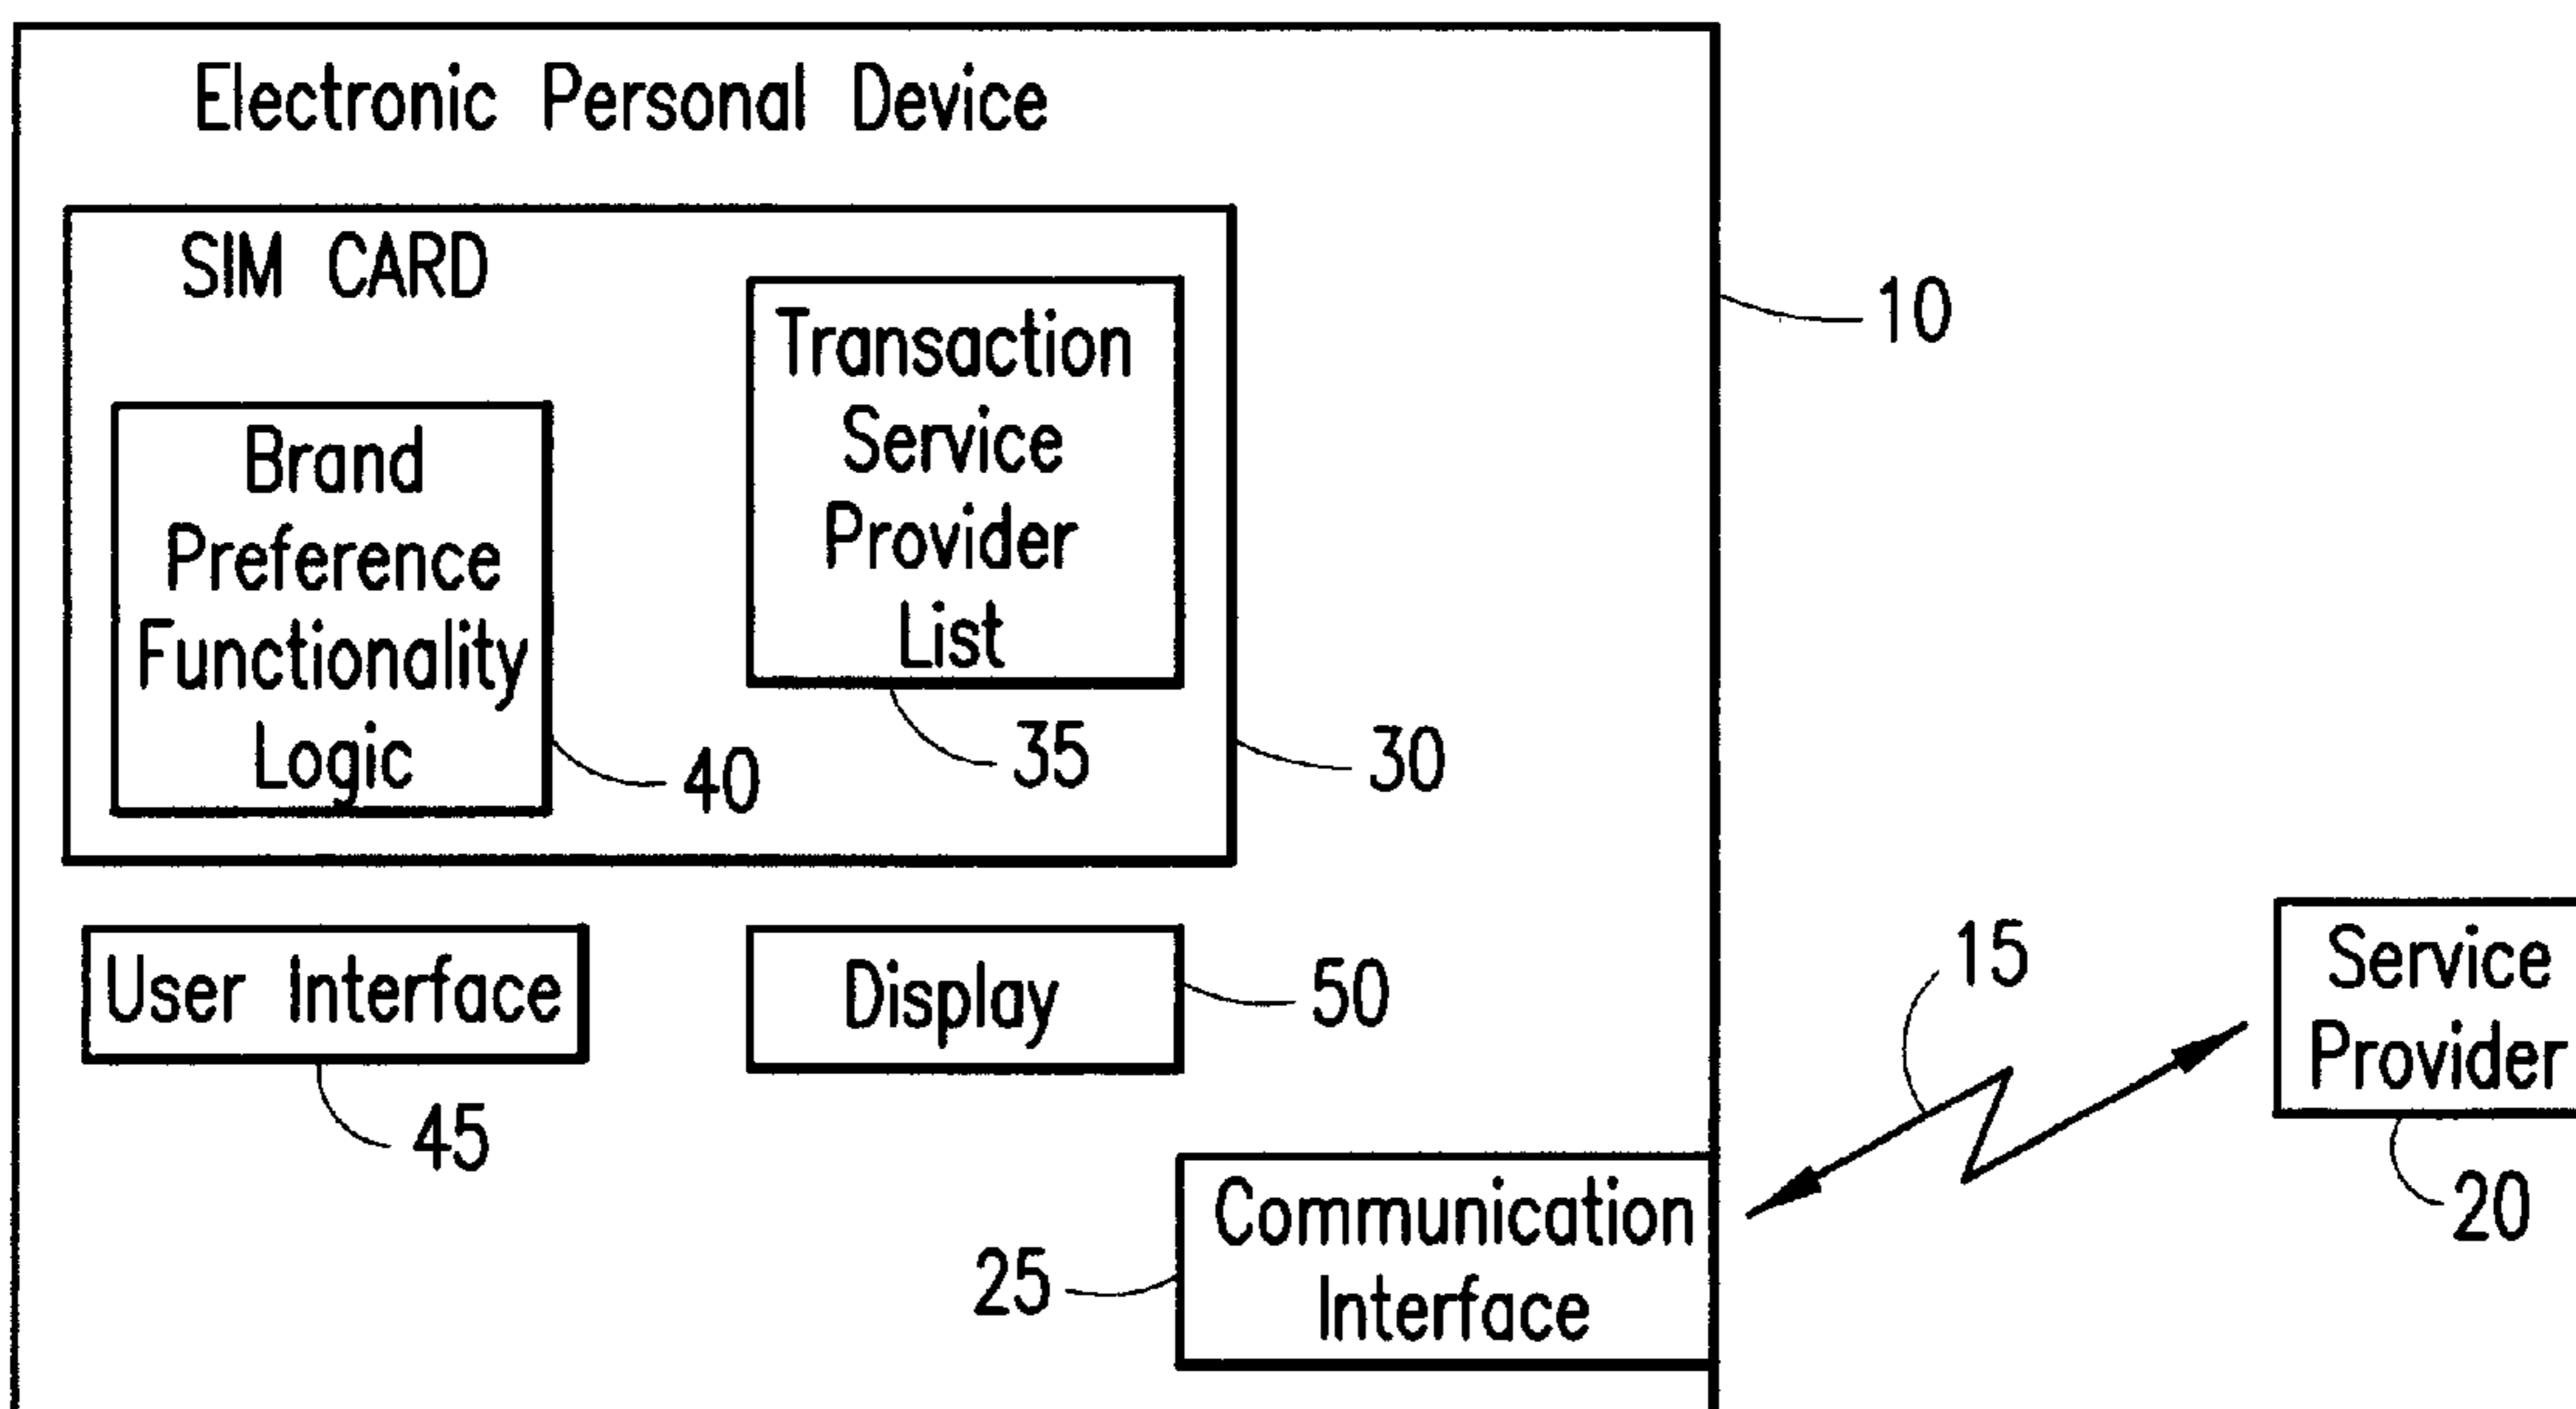 Electronic Personal Device
SIM CARD
Transaction
Service
Provider
List
Brand
Preference
Functionality
Logic
10
40
35
30
User Interface
Display
50
45
15
Service
Provider
20
Communication
Interface
25